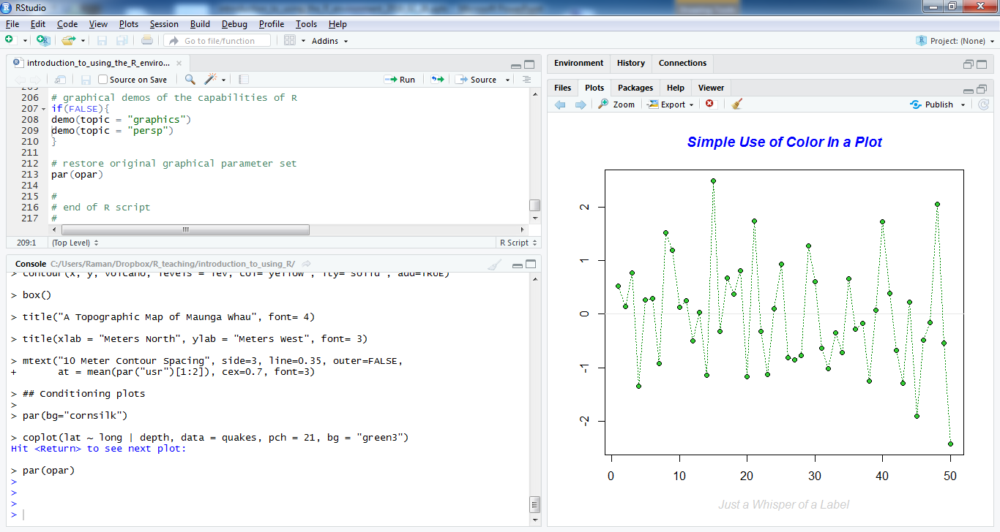 RStudio
File Edit Code View Plots Session Build Debug Profile Tools Help
Go to file/function Addins Project: (None)
introduction_to_using_the_R_enviro...
Source on Save Run Source
206 # graphical demos of the capabilities of R
207 if(FALSE){
208 demo(topic = "graphics")
209 demo(topic = "persp")
210 }
211
212 # restore original graphical parameter set
213 par(opar)
214
215 #
216 # end of R script
217 #
209:1 (Top Level) R Script
Console C:/Users/Raman/Dropbox/R_teaching/introduction_to_using_R/
> contour(x, y, volcano, levels = lev, col="yellow", lty="solid", add=TRUE)
> box()
> title("A Topographic Map of Maunga Whau", font= 4)
> title(xlab = "Meters North", ylab = "Meters West", font= 3)
> mtext("10 Meter Contour Spacing", side=3, line=0.35, outer=FALSE,
+       at = mean(par("usr")[1:2]), cex=0.7, font=3)
> ## Conditioning plots
>
> par(bg="cornsilk")
> coplot(lat ~ long | depth, data = quakes, pch = 21, bg = "green3")
Hit <Return> to see next plot:
> par(opar)
>
>
>
>
Environment History Connections
Files Plots Packages Help Viewer
Zoom Export Publish
Simple Use of Color In a Plot
2
1
0
-1
-2
0 10 20 30 40 50
Just a Whisper of a Label